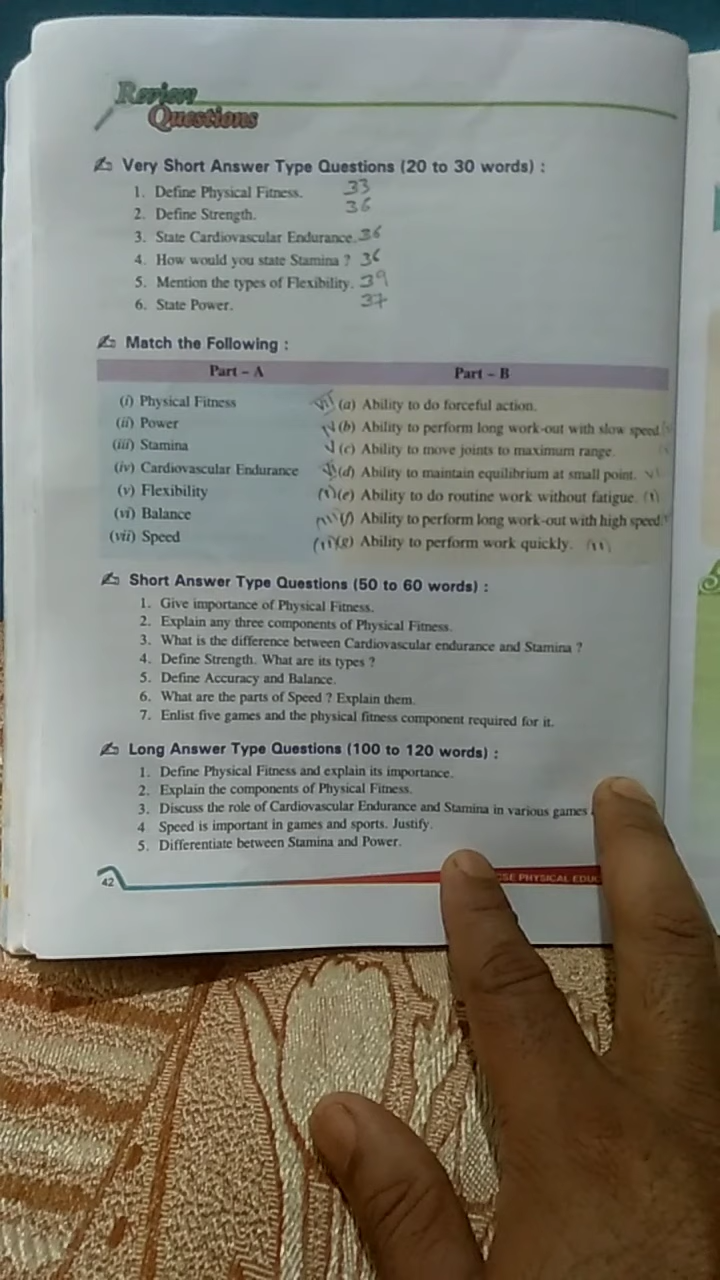 Review
Questions
Very Short Answer Type Questions (20 to 30 words) :
1. Define Physical Fitness. 33
2. Define Strength. 36
3. State Cardiovascular Endurance. 36
4. How would you state Stamina ? 36
5. Mention the types of Flexibility. 39
6. State Power. 37
Match the Following :
Part – A Part – B
(i) Physical Fitness (a) Ability to do forceful action.
(ii) Power (b) Ability to perform long work-out with slow speed.
(iii) Stamina (c) Ability to move joints to maximum range.
(iv) Cardiovascular Endurance (d) Ability to maintain equilibrium at small point.
(v) Flexibility (e) Ability to do routine work without fatigue.
(vi) Balance (f) Ability to perform long work-out with high speed.
(vii) Speed (g) Ability to perform work quickly.
Short Answer Type Questions (50 to 60 words) :
1. Give importance of Physical Fitness.
2. Explain any three components of Physical Fitness.
3. What is the difference between Cardiovascular endurance and Stamina ?
4. Define Strength. What are its types ?
5. Define Accuracy and Balance.
6. What are the parts of Speed ? Explain them.
7. Enlist five games and the physical fitness component required for it.
Long Answer Type Questions (100 to 120 words) :
1. Define Physical Fitness and explain its importance.
2. Explain the components of Physical Fitness.
3. Discuss the role of Cardiovascular Endurance and Stamina in various games
4 Speed is important in games and sports. Justify.
5. Differentiate between Stamina and Power.
42
PHYSICAL